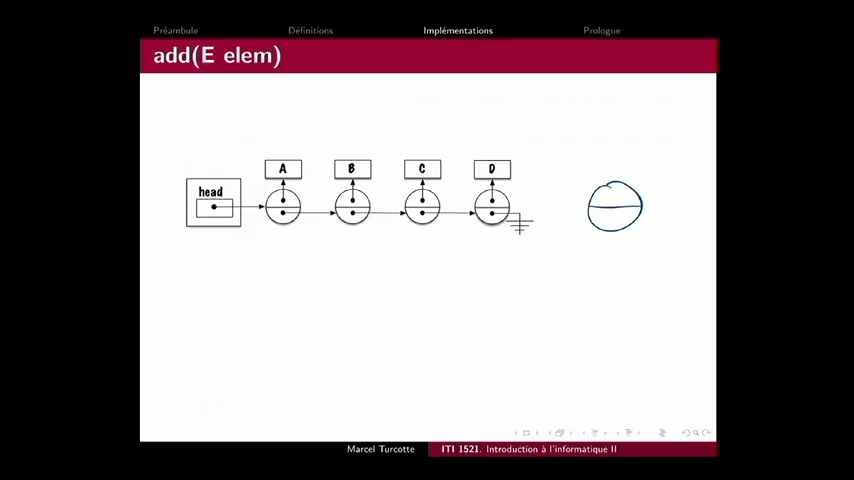 Préambule Définitions Implémentations Prologue
add(E elem)
A B C D
head
Marcel Turcotte ITI 1521. Introduction à l'informatique II